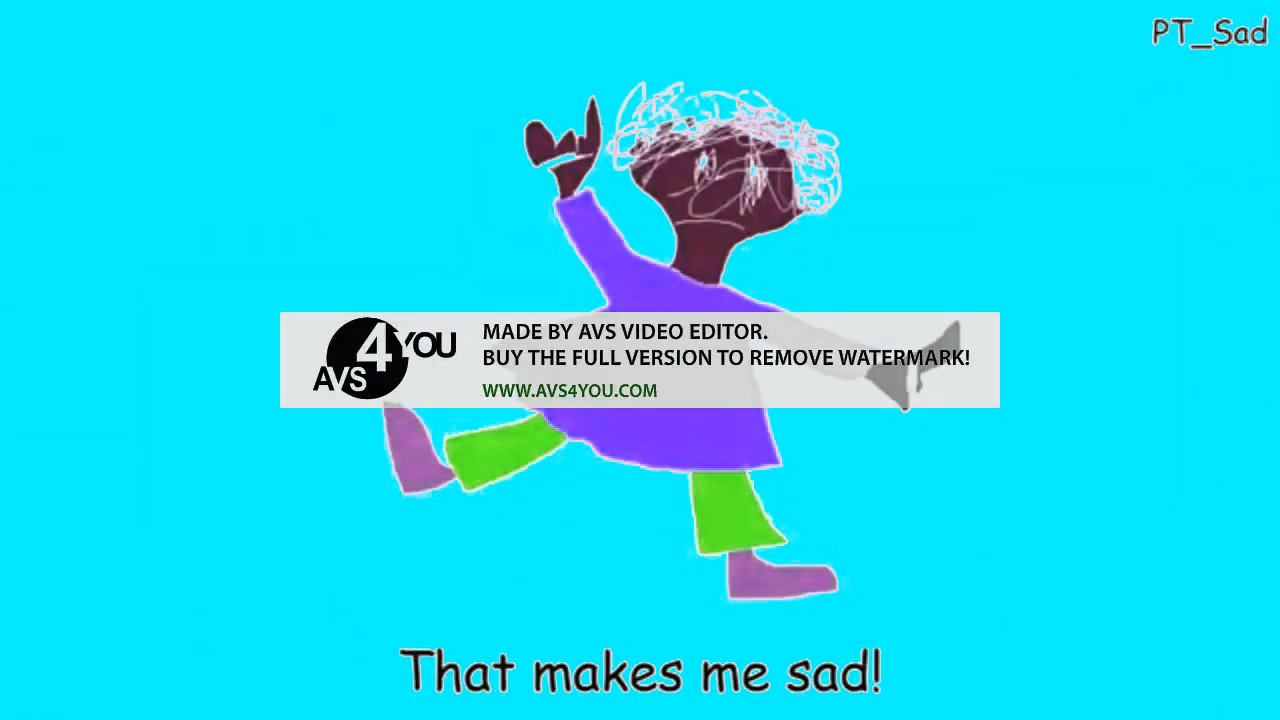 PT_Sad
AVS4YOU
MADE BY AVS VIDEO EDITOR.
BUY THE FULL VERSION TO REMOVE WATERMARK!
WWW.AVS4YOU.COM
That makes me sad!